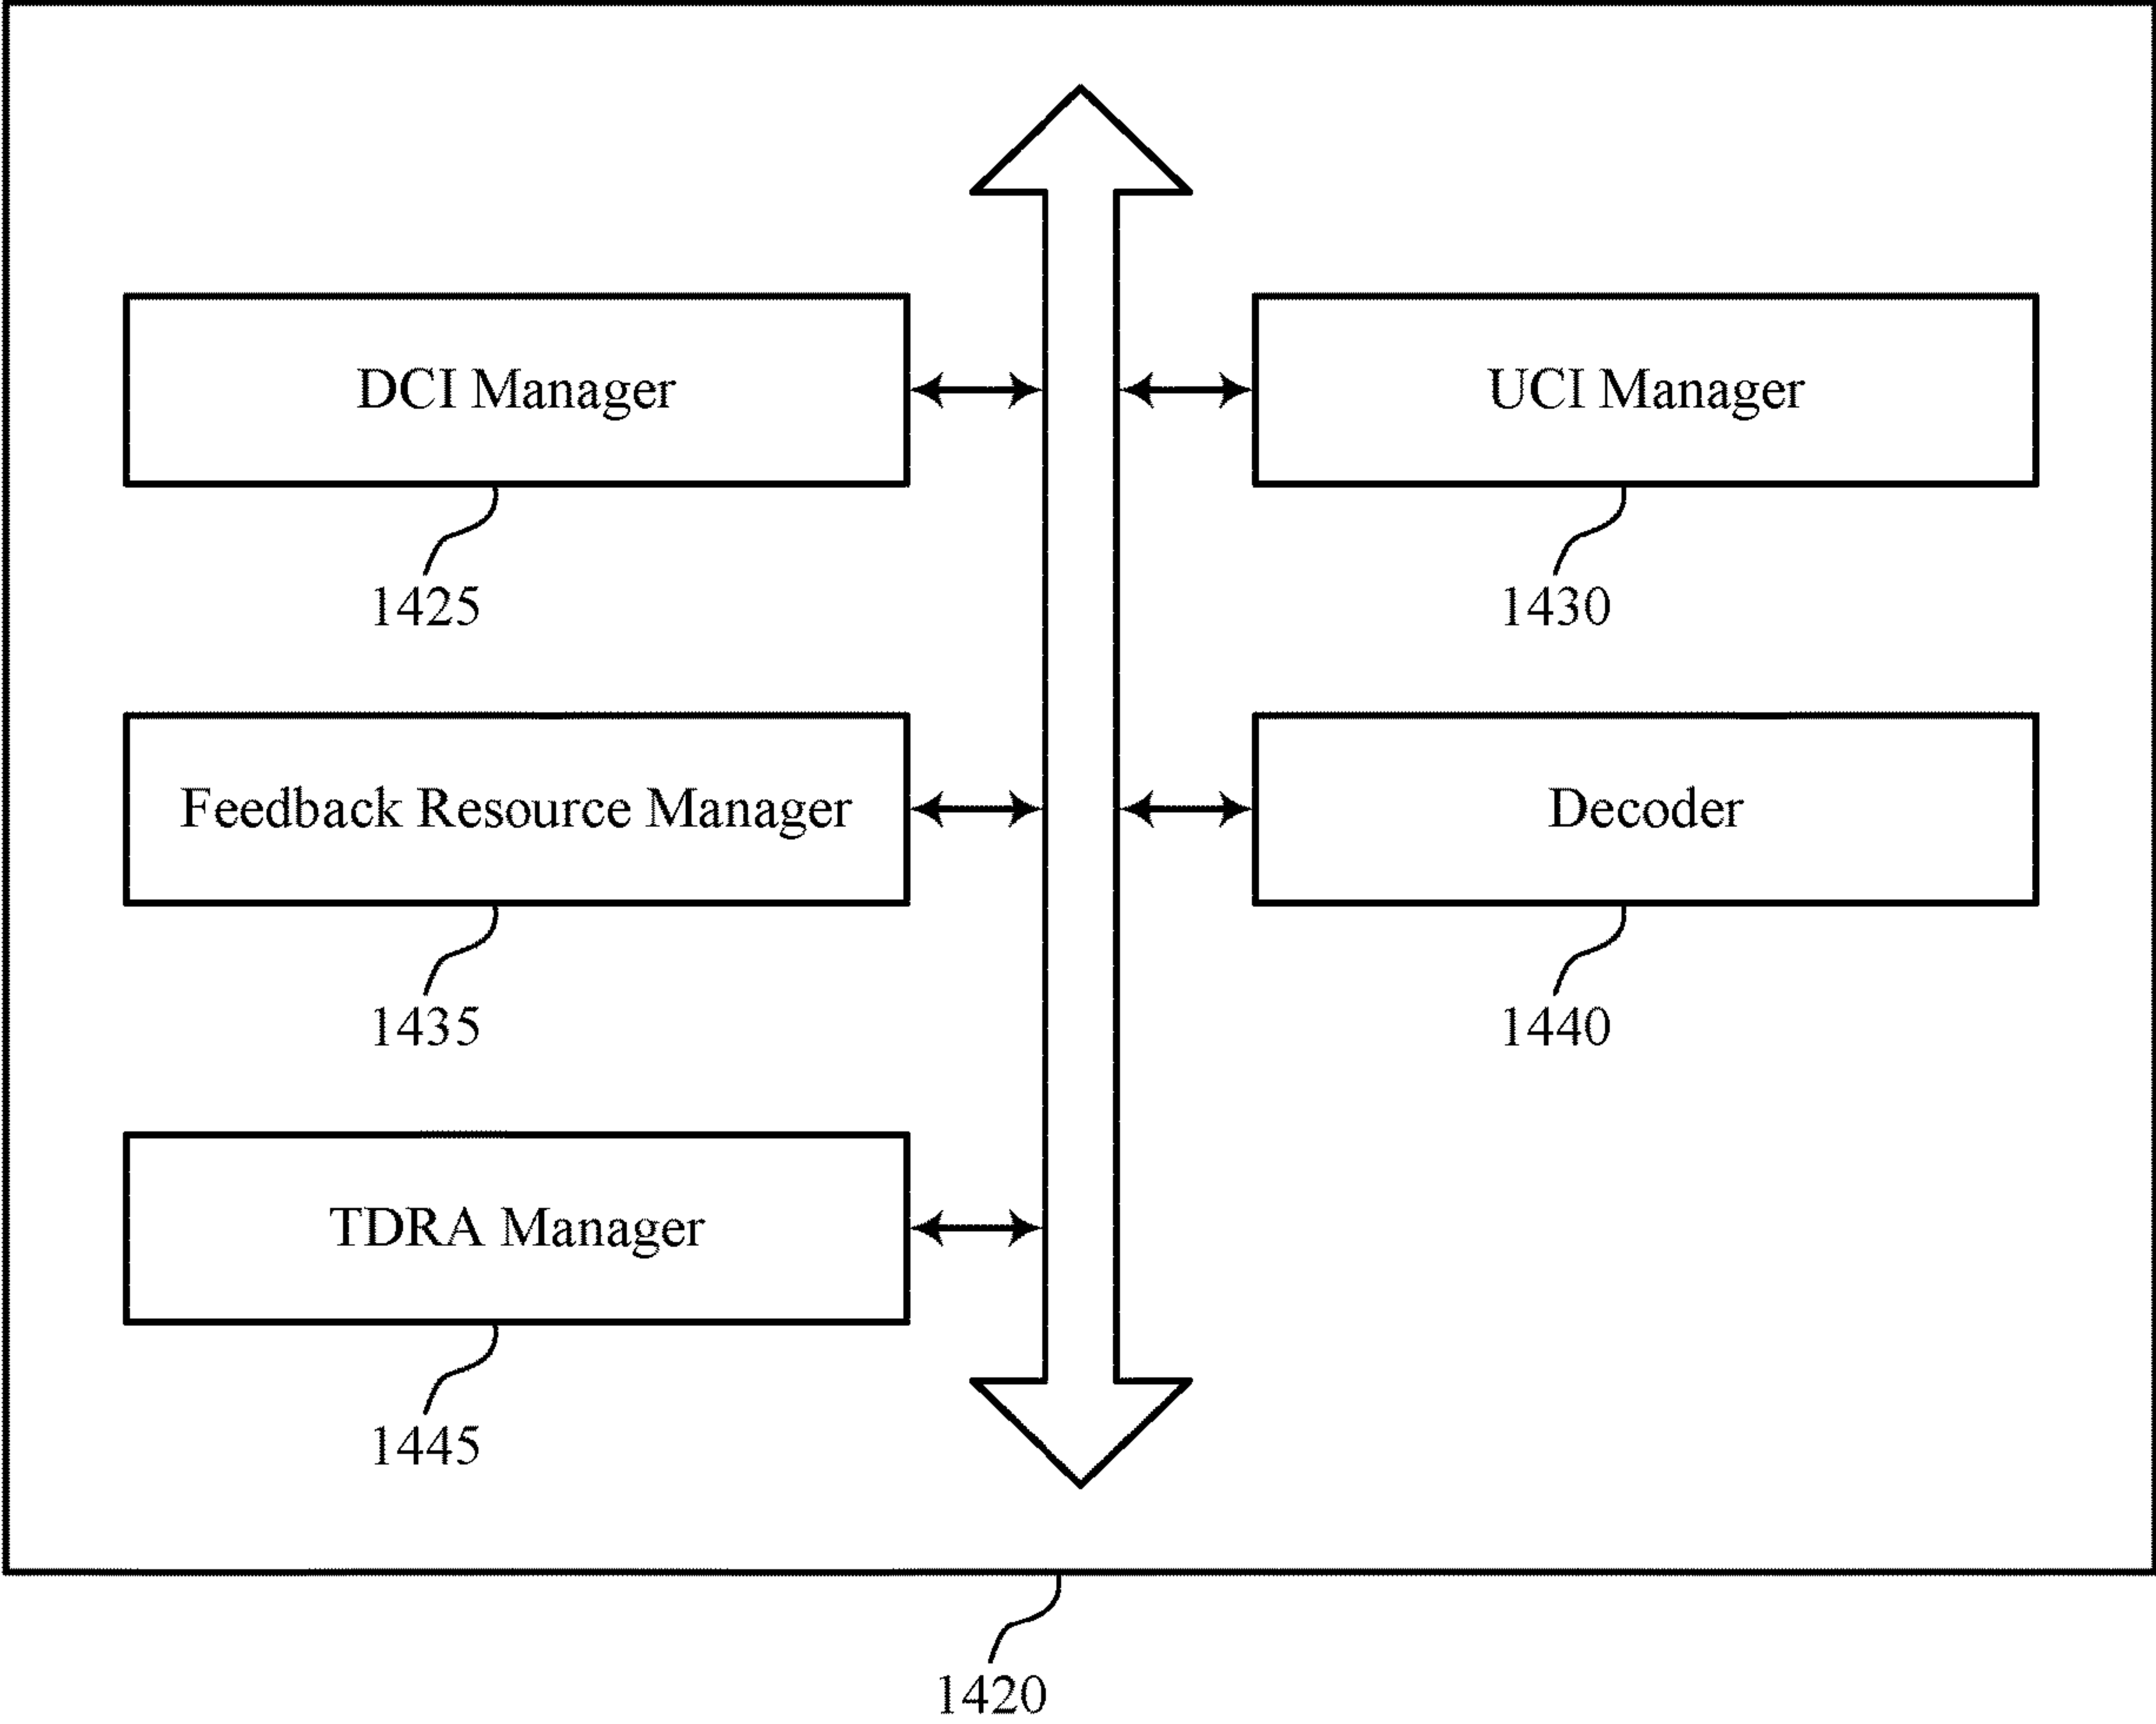 DCI Manager
UCI Manager
1425
1430
Feedback Resource Manager
Decoder
1435
1440
TDRA Manager
1445
1420